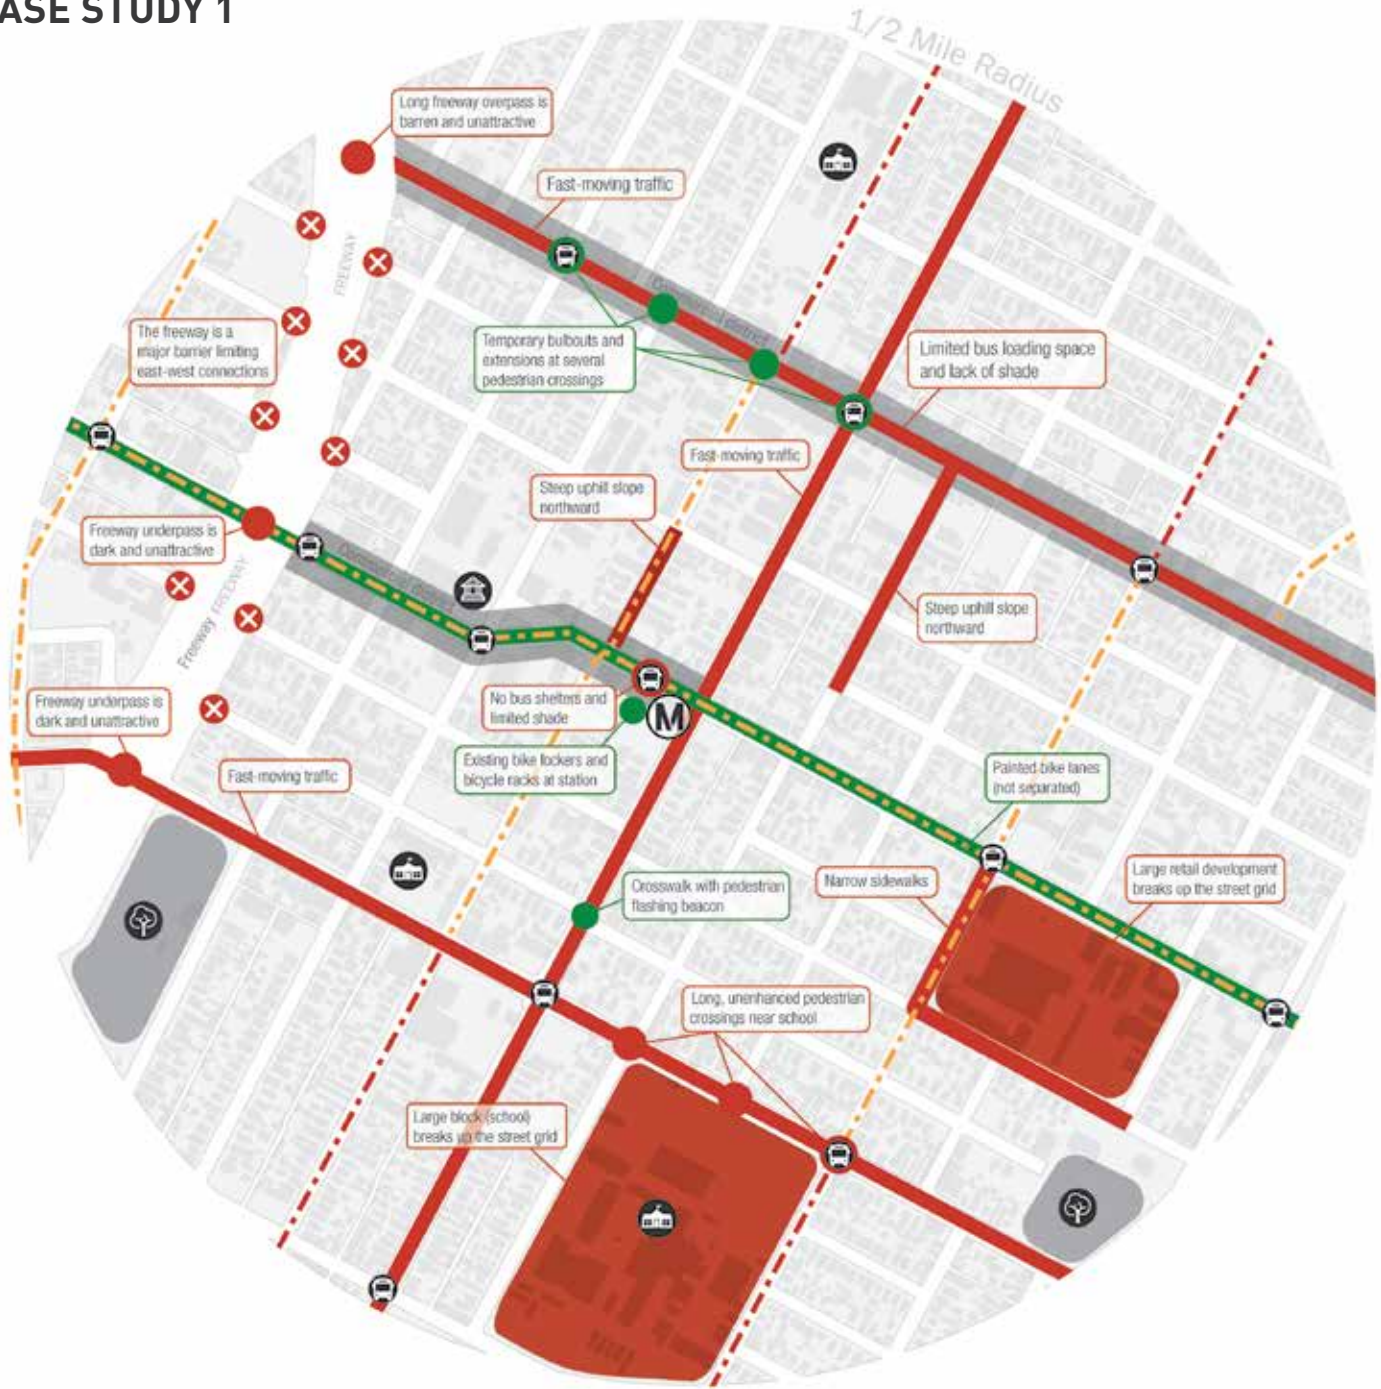 ASE STUDY 1
1/2 Mile Radius
Long freeway overpass is
barren and unattractive
Fast-moving traffic
FREEWAY
The freeway is a
major barrier limiting
east-west connections
Temporary bulbouts and
extensions at several
pedestrian crossings
Limited bus loading space
and lack of shade
Fast-moving traffic
Steep uphill slope
northward
Freeway underpass is
dark and unattractive
Freeway FREEWAY
Steep uphill slope
northward
Freeway underpass is
dark and unattractive
No bus shelters and
limited shade
M
Existing bike lockers and
bicycle racks at station
Fast-moving traffic
Painted bike lanes
(not separated)
Narrow sidewalks
Large retail development
breaks up the street grid
Crosswalk with pedestrian
flashing beacon
Long, unenhanced pedestrian
crossings near school
Large block (school)
breaks up the street grid